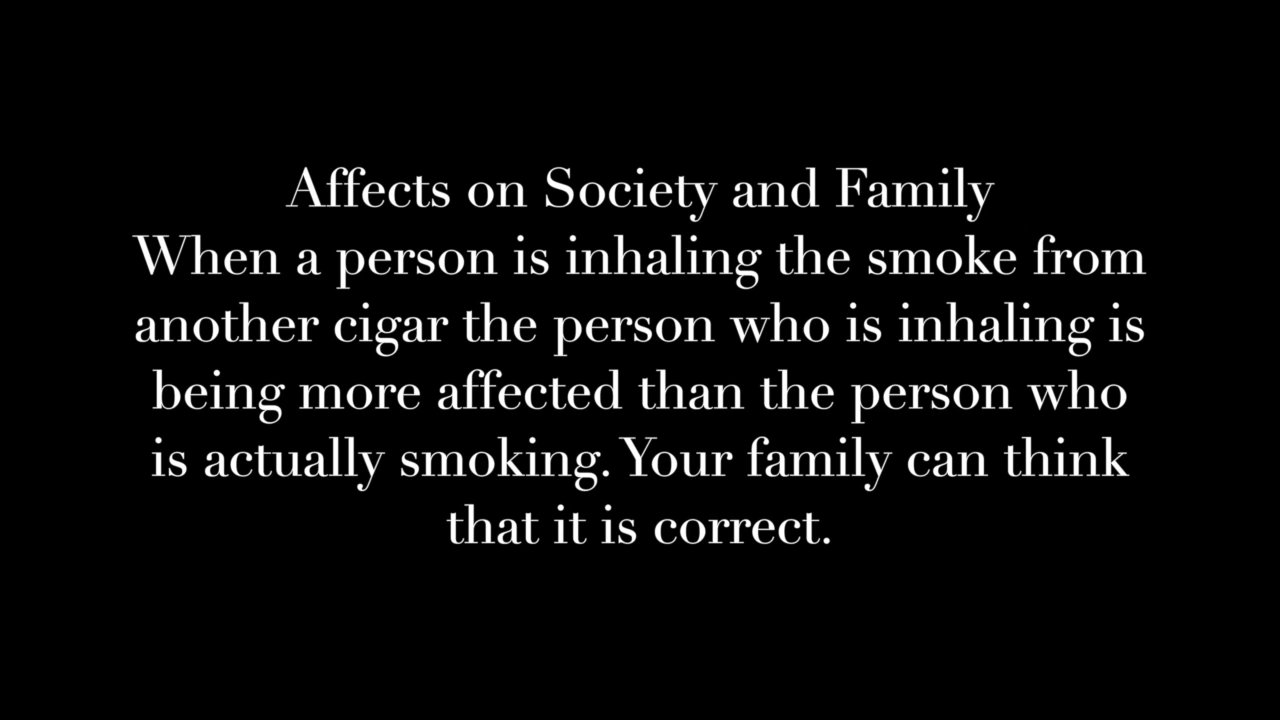 Affects on Society and Family
When a person is inhaling the smoke from
another cigar the person who is inhaling is
being more affected than the person who
is actually smoking. Your family can think
that it is correct.